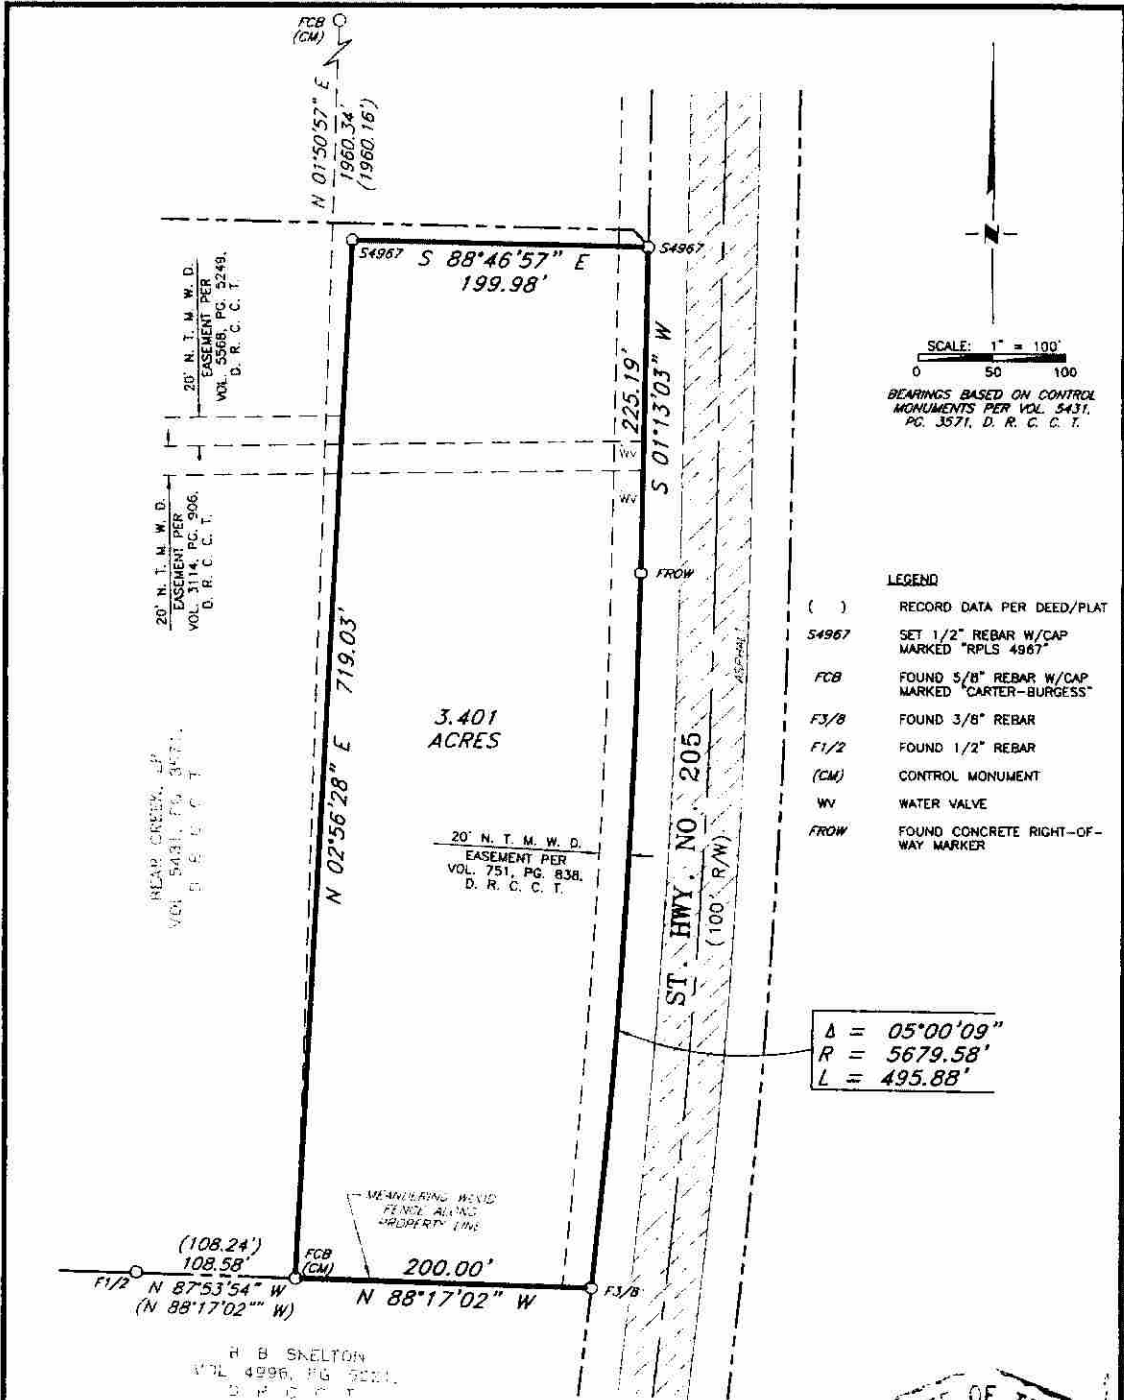 FCB
(CM)
N 01°50'57" E
1960.34'
(1960.16')
S4967
S4967
S 88°46'57" E
199.98'
20' N. T. M. W. D.
EASEMENT PER
VOL. 5568, PG. 5249,
D. R. C. C. T.
225.19'
S 01°13'03" W
SCALE: 1" = 100'
0 50 100
BEARINGS BASED ON CONTROL
MONUMENTS PER VOL. 5431,
PG. 3571, D. R. C. C. T.
WV
WV
20' N. T. M. W. D.
EASEMENT PER
VOL. 3114, PG. 906,
D. R. C. C. T.
FROW
LEGEND
( ) RECORD DATA PER DEED/PLAT
S4967 SET 1/2" REBAR W/CAP
MARKED "RPLS 4967"
FCB FOUND 5/8" REBAR W/CAP
MARKED "CARTER-BURGESS"
F3/8 FOUND 3/8" REBAR
F1/2 FOUND 1/2" REBAR
(CM) CONTROL MONUMENT
WV WATER VALVE
FROW FOUND CONCRETE RIGHT-OF-
WAY MARKER
N 02°56'28" E 719.03'
3.401
ACRES
ASPHALT
ST. HWY. NO. 205
(100' R/W)
VOL 5431, PG. 3571,
D. R. C. C. T.
20' N. T. M. W. D.
EASEMENT PER
VOL. 751, PG. 838,
D. R. C. C. T.
Δ = 05°00'09"
R = 5679.58'
L = 495.88'
MEANDERING WOOD
FENCE ALONG
PROPERTY LINE
(108.24')
108.58'
F1/2
N 87°53'54" W
(N 88°17'02"" W)
FCB
(CM)
200.00'
N 88°17'02" W
F3/8
B SKELTON
4996, PG
OF